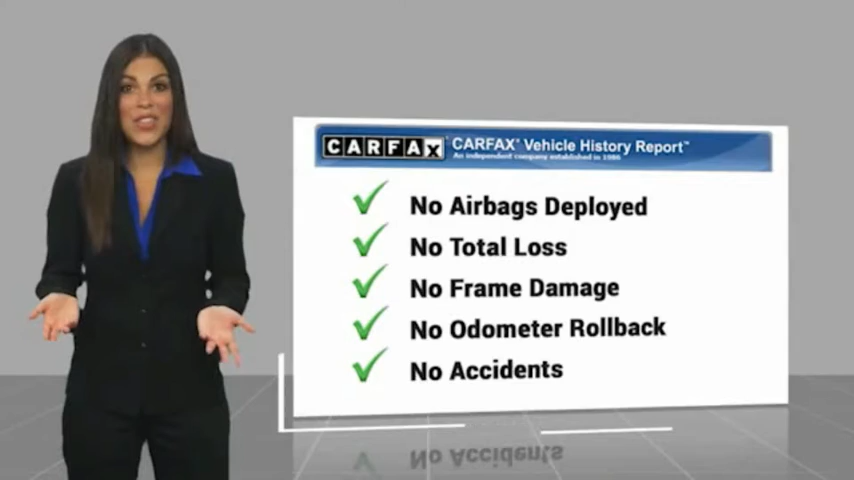 CARFAX CARFAX® Vehicle History Report™
An independent company established in 1986
No Airbags Deployed
No Total Loss
No Frame Damage
No Odometer Rollback
No Accidents
No Accidents